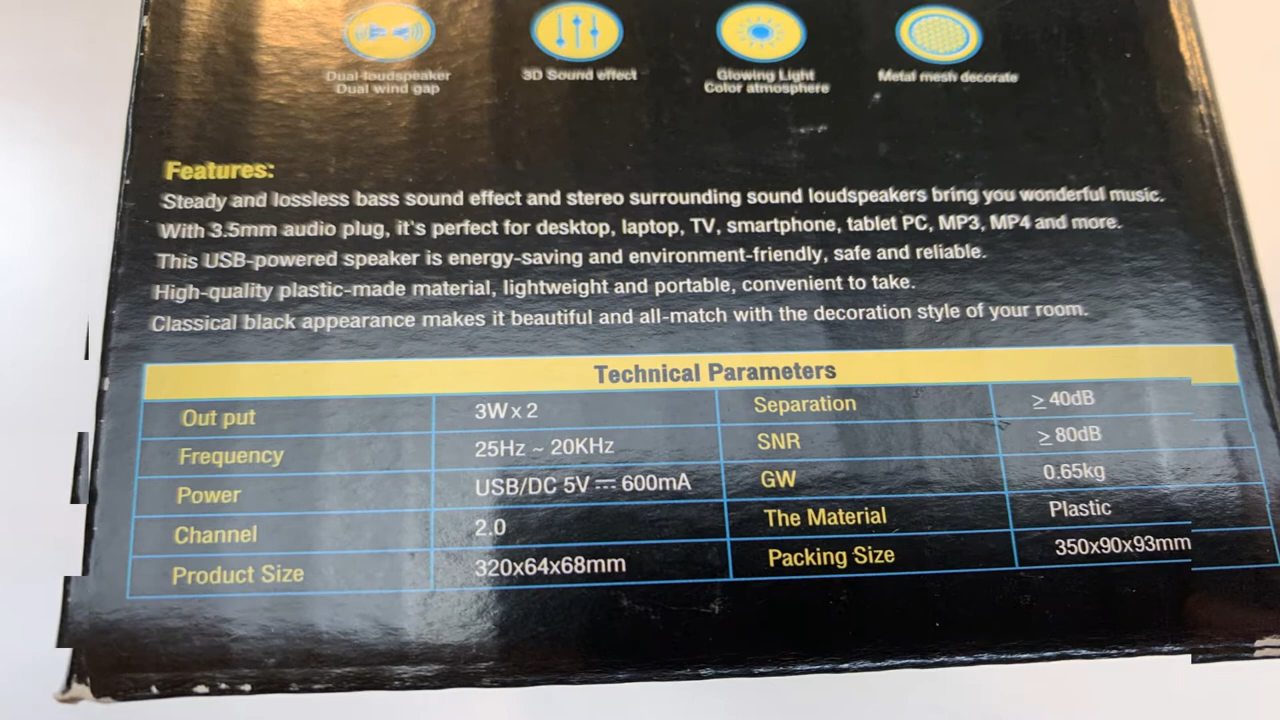 Dual loudspeaker
Dual wind gap
3D Sound effect
Glowing Light
Color atmosphere
Metal mesh decorate
Features:
Steady and lossless bass sound effect and stereo surrounding sound loudspeakers bring you wonderful music.
With 3.5mm audio plug, it's perfect for desktop, laptop, TV, smartphone, tablet PC, MP3, MP4 and more.
This USB-powered speaker is energy-saving and environment-friendly, safe and reliable.
High-quality plastic-made material, lightweight and portable, convenient to take.
Classical black appearance makes it beautiful and all-match with the decoration style of your room.
Technical Parameters
Out put 3W x 2 Separation ≥ 40dB
Frequency 25Hz ~ 20KHz SNR ≥ 80dB
Power USB/DC 5V ⎓ 600mA GW 0.65kg
Channel 2.0 The Material Plastic
Product Size 320x64x68mm Packing Size 350x90x93mm